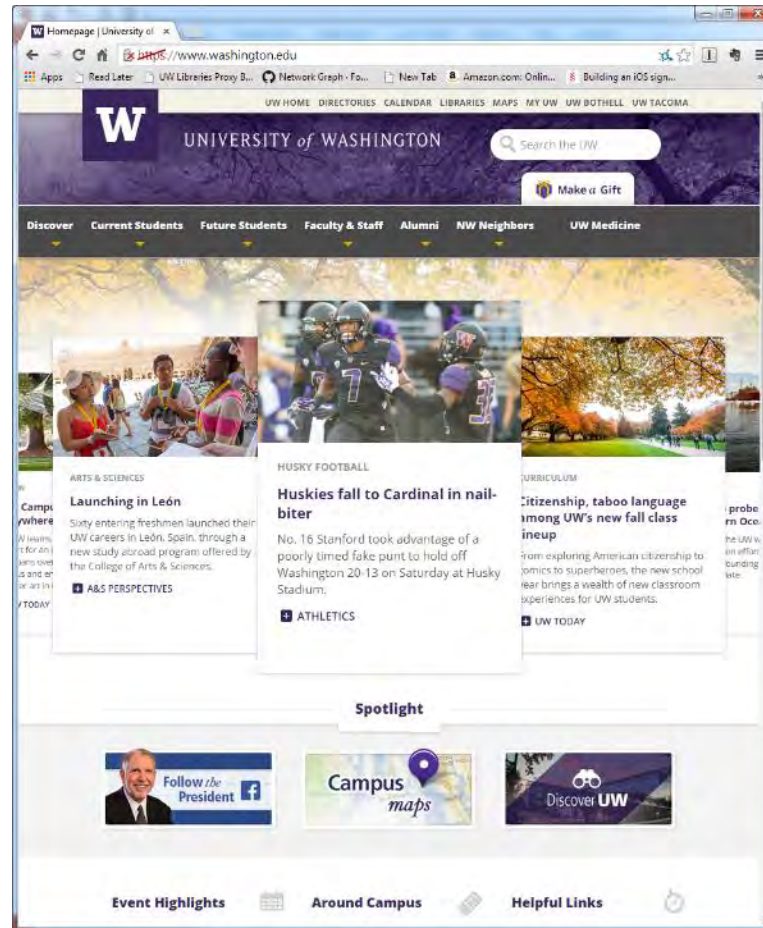 Homepage | University of
https://www.washington.edu
Apps Read Later UW Libraries Proxy B... Network Graph · Fo... New Tab Amazon.com: Onlin... Building an iOS sign...
UW HOME DIRECTORIES CALENDAR LIBRARIES MAPS MY UW UW BOTHELL UW TACOMA
W
UNIVERSITY of WASHINGTON
Search the UW
Make a Gift
Discover Current Students Future Students Faculty & Staff Alumni NW Neighbors UW Medicine
ARTS & SCIENCES
Launching in León
Sixty entering freshmen launched their
UW careers in León, Spain, through a
new study abroad program offered by
the College of Arts & Sciences.
A&S PERSPECTIVES
HUSKY FOOTBALL
Huskies fall to Cardinal in nail-
biter
No. 16 Stanford took advantage of a
poorly timed fake punt to hold off
Washington 20-13 on Saturday at Husky
Stadium.
ATHLETICS
CURRICULUM
Citizenship, taboo language
among UW's new fall class
lineup
From exploring American citizenship to
comics to superheroes, the new school
year brings a wealth of new classroom
experiences for UW students.
UW TODAY
probe
Spotlight
Follow the
President
Campus
maps
Discover UW
Event Highlights Around Campus Helpful Links